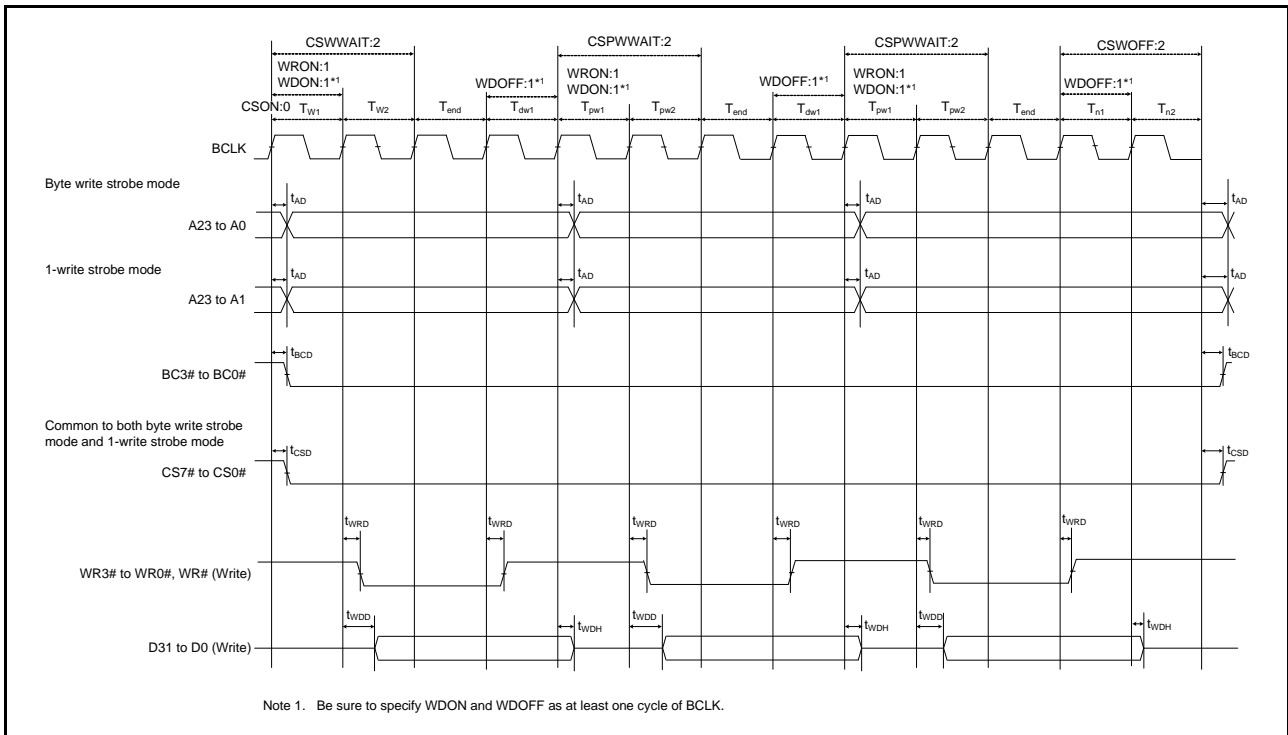 CSWWAIT:2
CSPWWAIT:2
CSPWWAIT:2
CSWOFF:2
WRON:1
WDON:1*1
WDOFF:1*1
WRON:1
WDON:1*1
WDOFF:1*1
WRON:1
WDON:1*1
WDOFF:1*1
CSON:0
TW1
TW2
Tend
Tdw1
Tpw1
Tpw2
Tend
Tdw1
Tpw1
Tpw2
Tend
Tn1
Tn2
BCLK
Byte write strobe mode
tAD
tAD
tAD
tAD
A23 to A0
1-write strobe mode
tAD
tAD
tAD
tAD
A23 to A1
tBCD
tBCD
BC3# to BC0#
Common to both byte write strobe
mode and 1-write strobe mode
tCSD
tCSD
CS7# to CS0#
tWRD
tWRD
tWRD
tWRD
tWRD
tWRD
WR3# to WR0#, WR# (Write)
tWDD
tWDH
tWDD
tWDH
tWDD
tWDH
D31 to D0 (Write)
Note 1. Be sure to specify WDON and WDOFF as at least one cycle of BCLK.